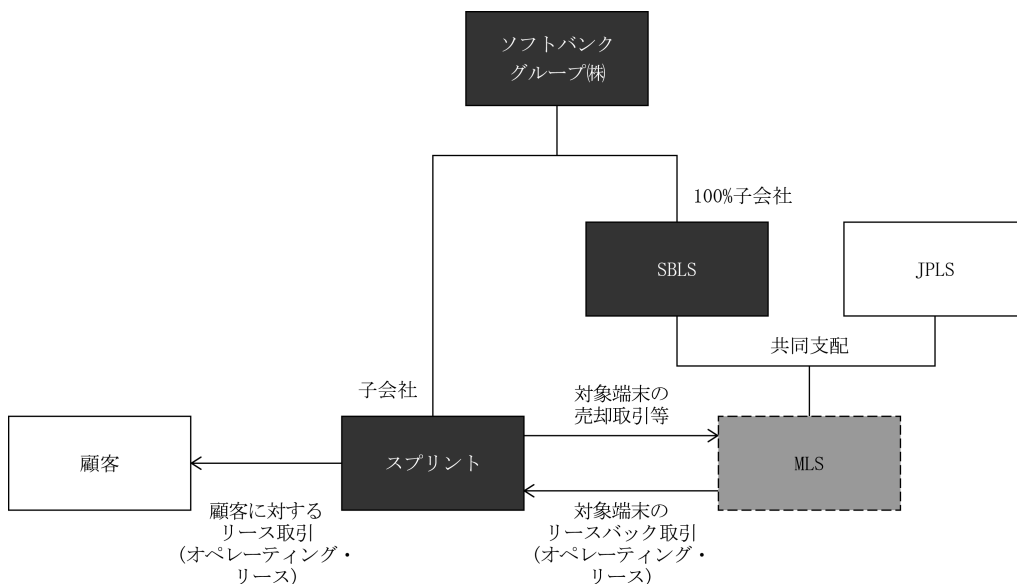 ソフトバンク
グループ㈱
100%子会社
SBLS
JPLS
共同支配
子会社
対象端末の
売却取引等
顧客
スプリント
MLS
顧客に対する
リース取引
(オペレーティング・
リース)
対象端末の
リースバック取引
(オペレーティング・
リース)